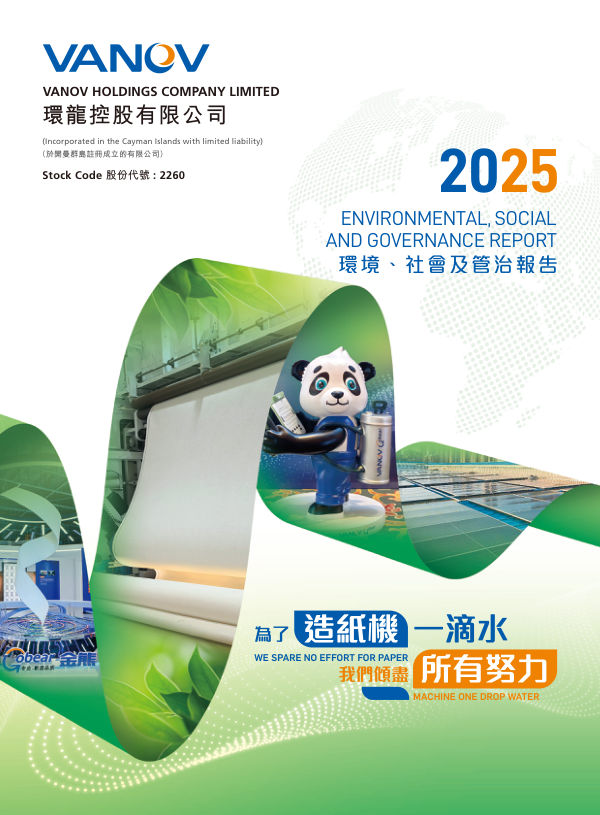 VANOV
VANOV HOLDINGS COMPANY LIMITED
環龍控股有限公司
(Incorporated in the Cayman Islands with limited liability)
(於開曼群島註冊成立的有限公司)
Stock Code 股份代號 : 2260
2025
ENVIRONMENTAL, SOCIAL
AND GOVERNANCE REPORT
環境、社會及管治報告
VANOV
Gobear 金熊
為了 造紙機 一滴水
WE SPARE NO EFFORT FOR PAPER
我們傾盡 所有努力
MACHINE ONE DROP WATER